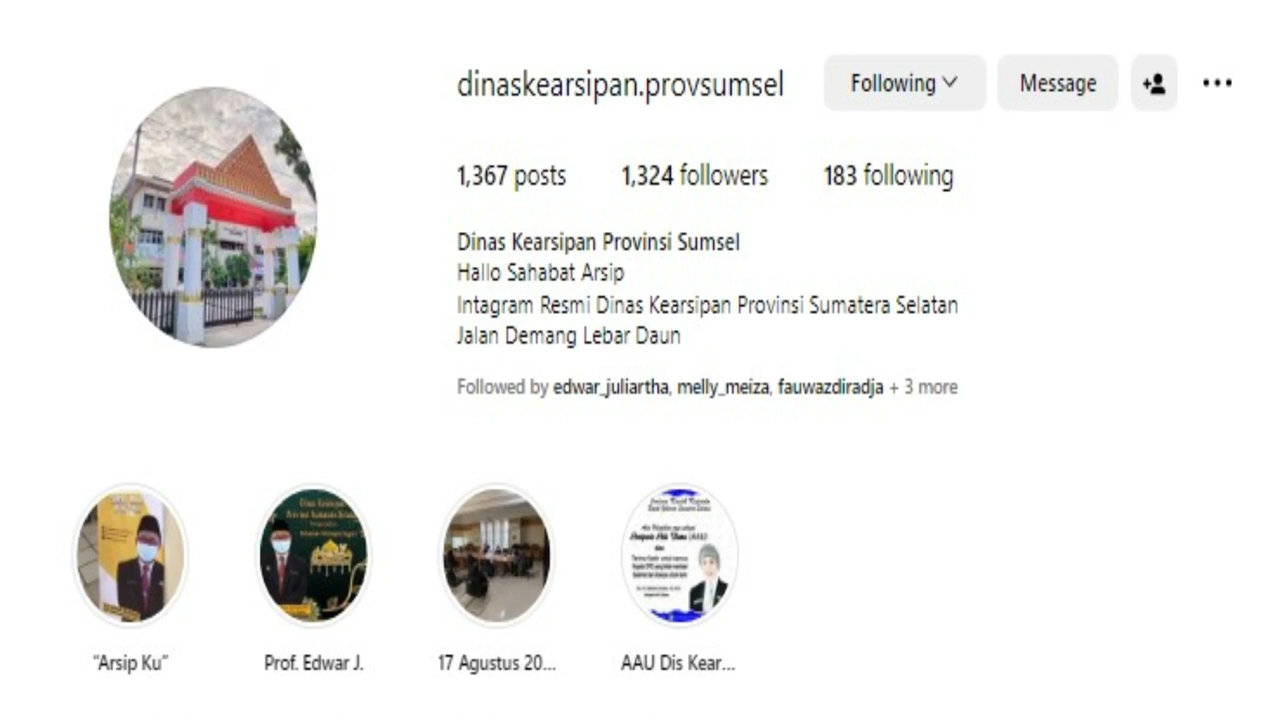 dinaskearsipan.provsumsel Following Message
1,367 posts 1,324 followers 183 following
Dinas Kearsipan Provinsi Sumsel
Hallo Sahabat Arsip
Intagram Resmi Dinas Kearsipan Provinsi Sumatera Selatan
Jalan Demang Lebar Daun
Followed by edwar_juliartha, melly_meiza, fauwazdiradja + 3 more
"Arsip Ku" Prof. Edwar J. 17 Agustus 20... AAU Dis Kear...